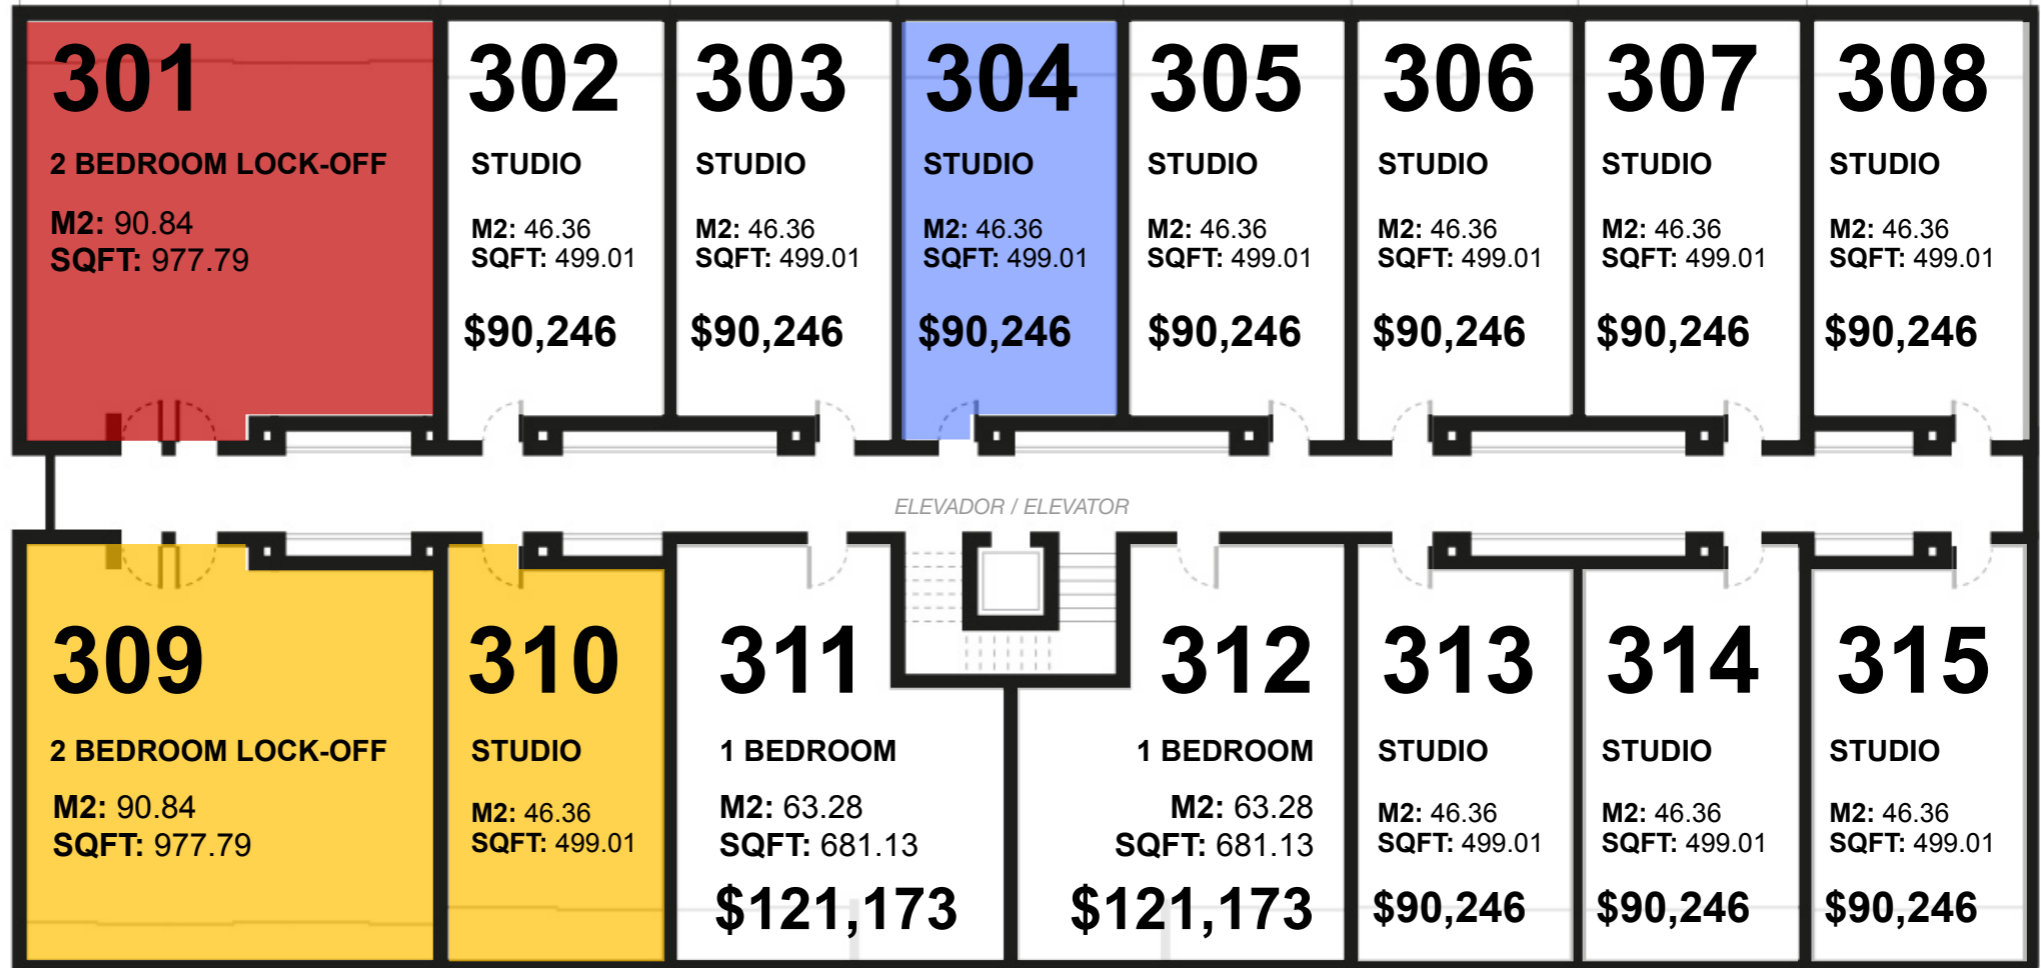 301
2 BEDROOM LOCK-OFF
M2: 90.84
SQFT: 977.79
302
STUDIO
M2: 46.36
SQFT: 499.01
$90,246
303
STUDIO
M2: 46.36
SQFT: 499.01
$90,246
304
STUDIO
M2: 46.36
SQFT: 499.01
$90,246
305
STUDIO
M2: 46.36
SQFT: 499.01
$90,246
306
STUDIO
M2: 46.36
SQFT: 499.01
$90,246
307
STUDIO
M2: 46.36
SQFT: 499.01
$90,246
308
STUDIO
M2: 46.36
SQFT: 499.01
$90,246
ELEVADOR / ELEVATOR
309
2 BEDROOM LOCK-OFF
M2: 90.84
SQFT: 977.79
310
STUDIO
M2: 46.36
SQFT: 499.01
311
1 BEDROOM
M2: 63.28
SQFT: 681.13
$121,173
312
1 BEDROOM
M2: 63.28
SQFT: 681.13
$121,173
313
STUDIO
M2: 46.36
SQFT: 499.01
$90,246
314
STUDIO
M2: 46.36
SQFT: 499.01
$90,246
315
STUDIO
M2: 46.36
SQFT: 499.01
$90,246